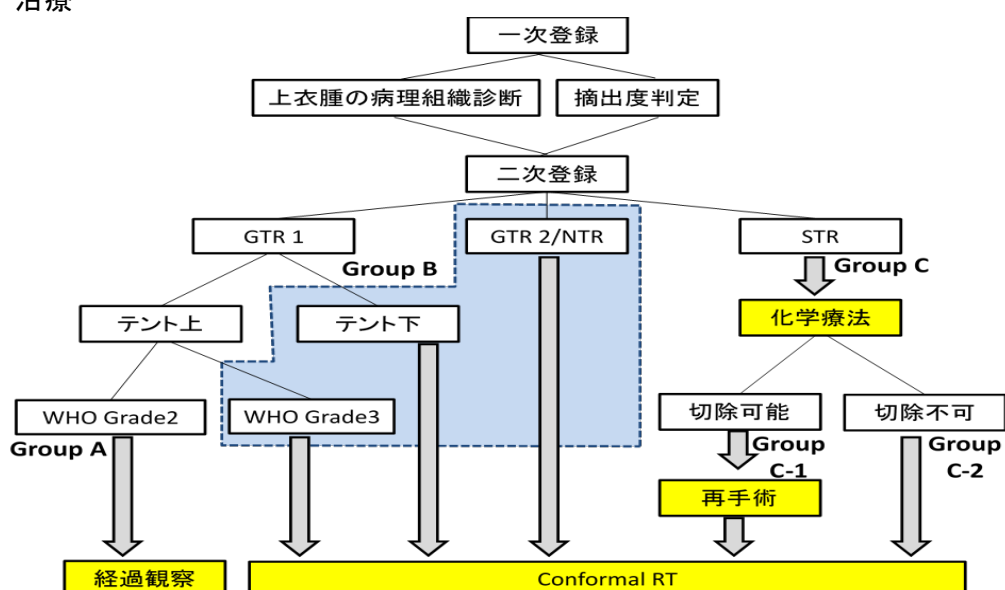 治療
一次登録
上衣腫の病理組織診断
摘出度判定
二次登録
GTR 1
GTR 2/NTR
STR
Group B
Group C
テント上
テント下
化学療法
WHO Grade2
WHO Grade3
切除可能
切除不可
Group A
Group
C-1
Group
C-2
再手術
経過観察
Conformal RT